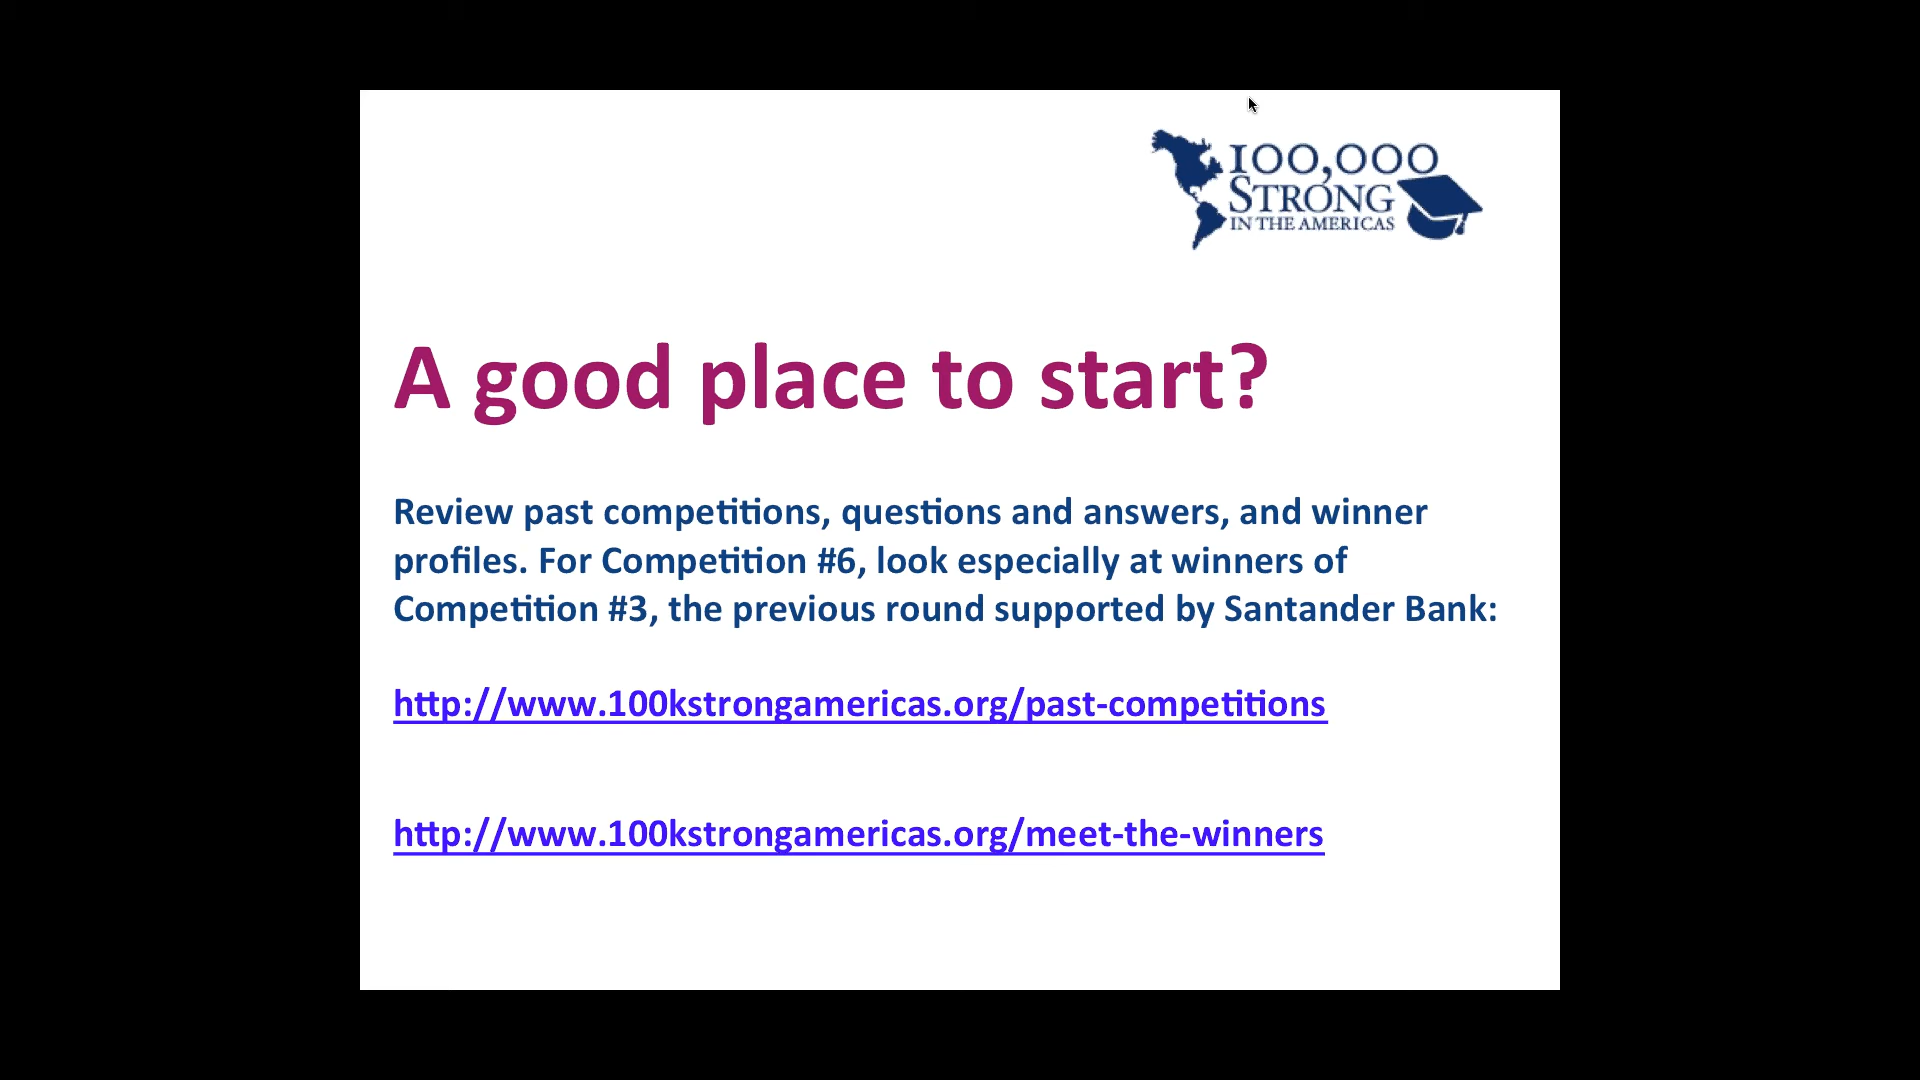 100,000
STRONG
IN THE AMERICAS
A good place to start?
Review past competitions, questions and answers, and winner
profiles. For Competition #6, look especially at winners of
Competition #3, the previous round supported by Santander Bank:
http://www.100kstrongamericas.org/past-competitions
http://www.100kstrongamericas.org/meet-the-winners